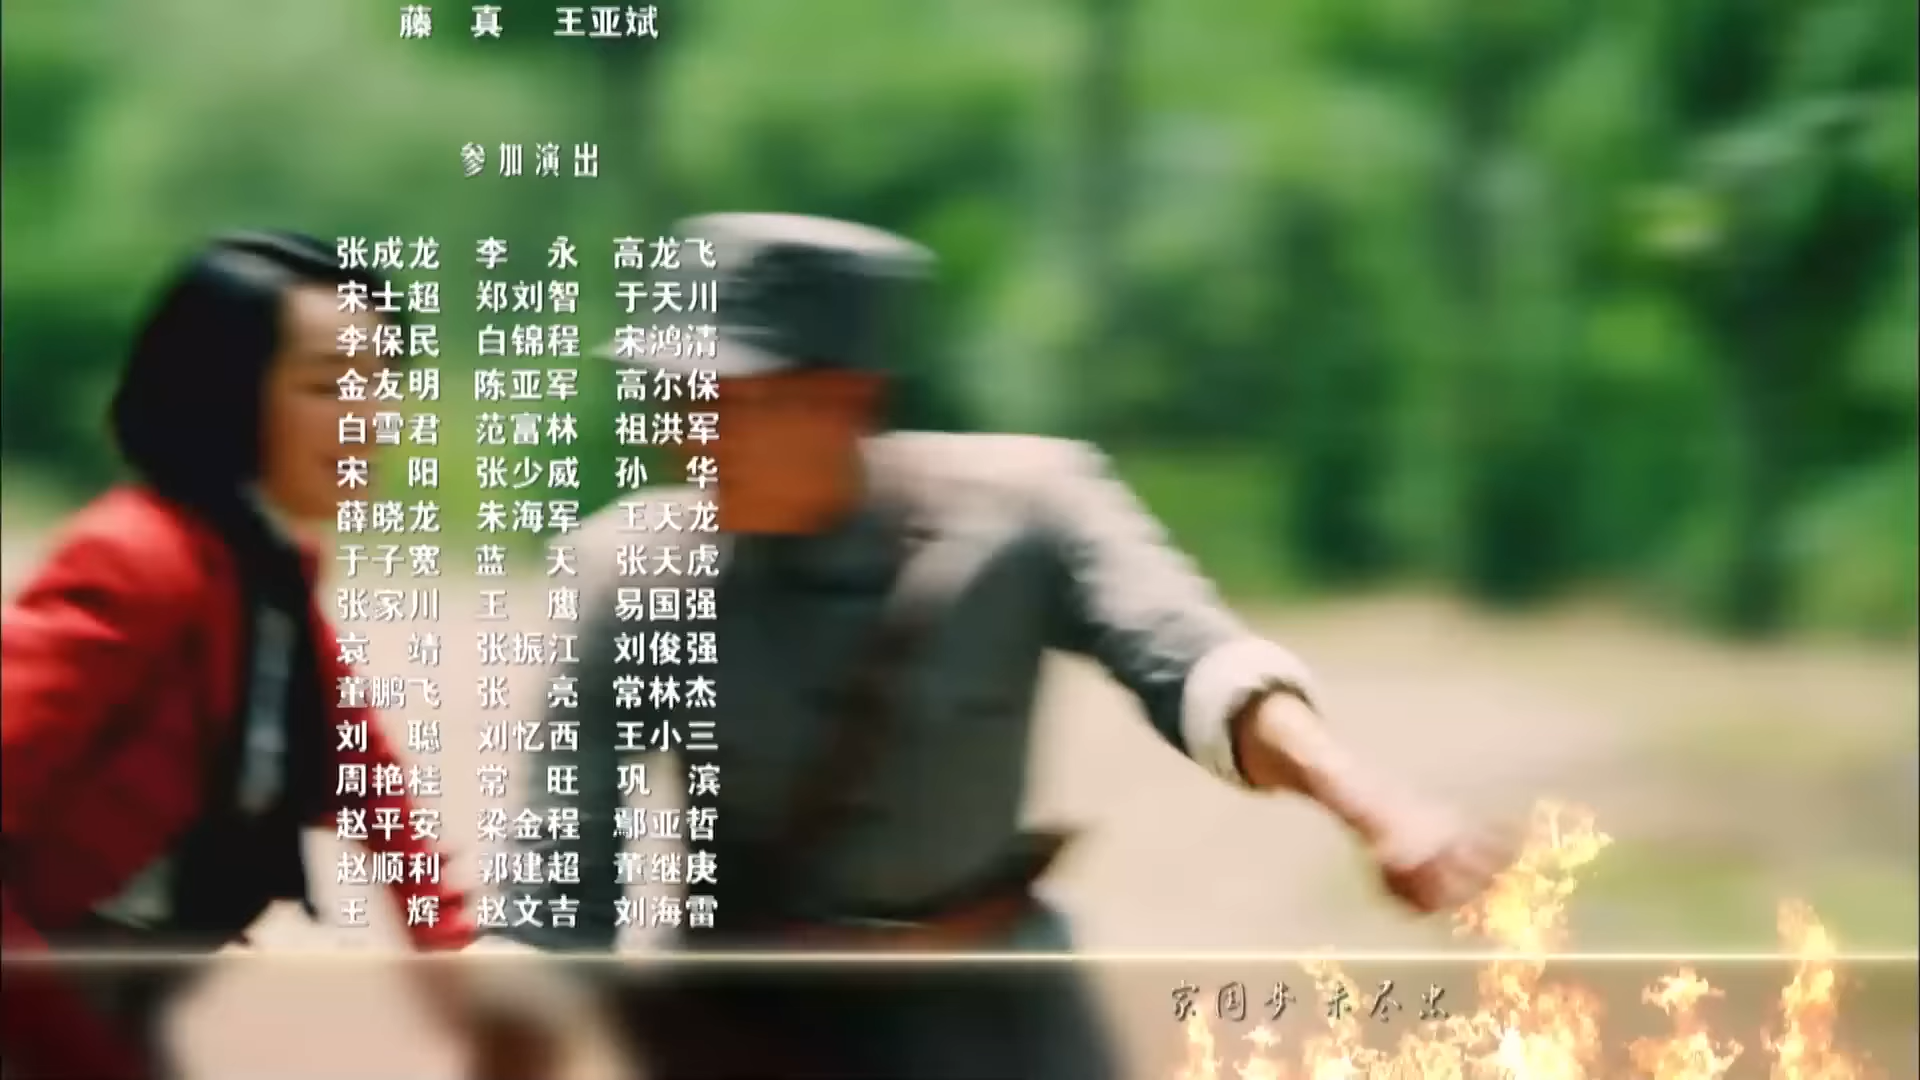 藤 真 王亚斌
参加演出
张成龙 李 永 高龙飞
宋士超 郑刘智 于天川
李保民 白锦程 宋鸿清
金友明 陈亚军 高尔保
白雪君 范富林 祖洪军
宋 阳 张少威 孙 华
薛晓龙 朱海军 王天龙
于子宽 蓝 天 张天虎
张家川 王 鹰 易国强
袁 靖 张振江 刘俊强
董鹏飞 张 亮 常林杰
刘 聪 刘忆西 王小三
周艳桂 常 旺 巩 滨
赵平安 梁金程 鄢亚哲
赵顺利 郭建超 董继庚
王 辉 赵文吉 刘海雷
家国梦 未尽忠